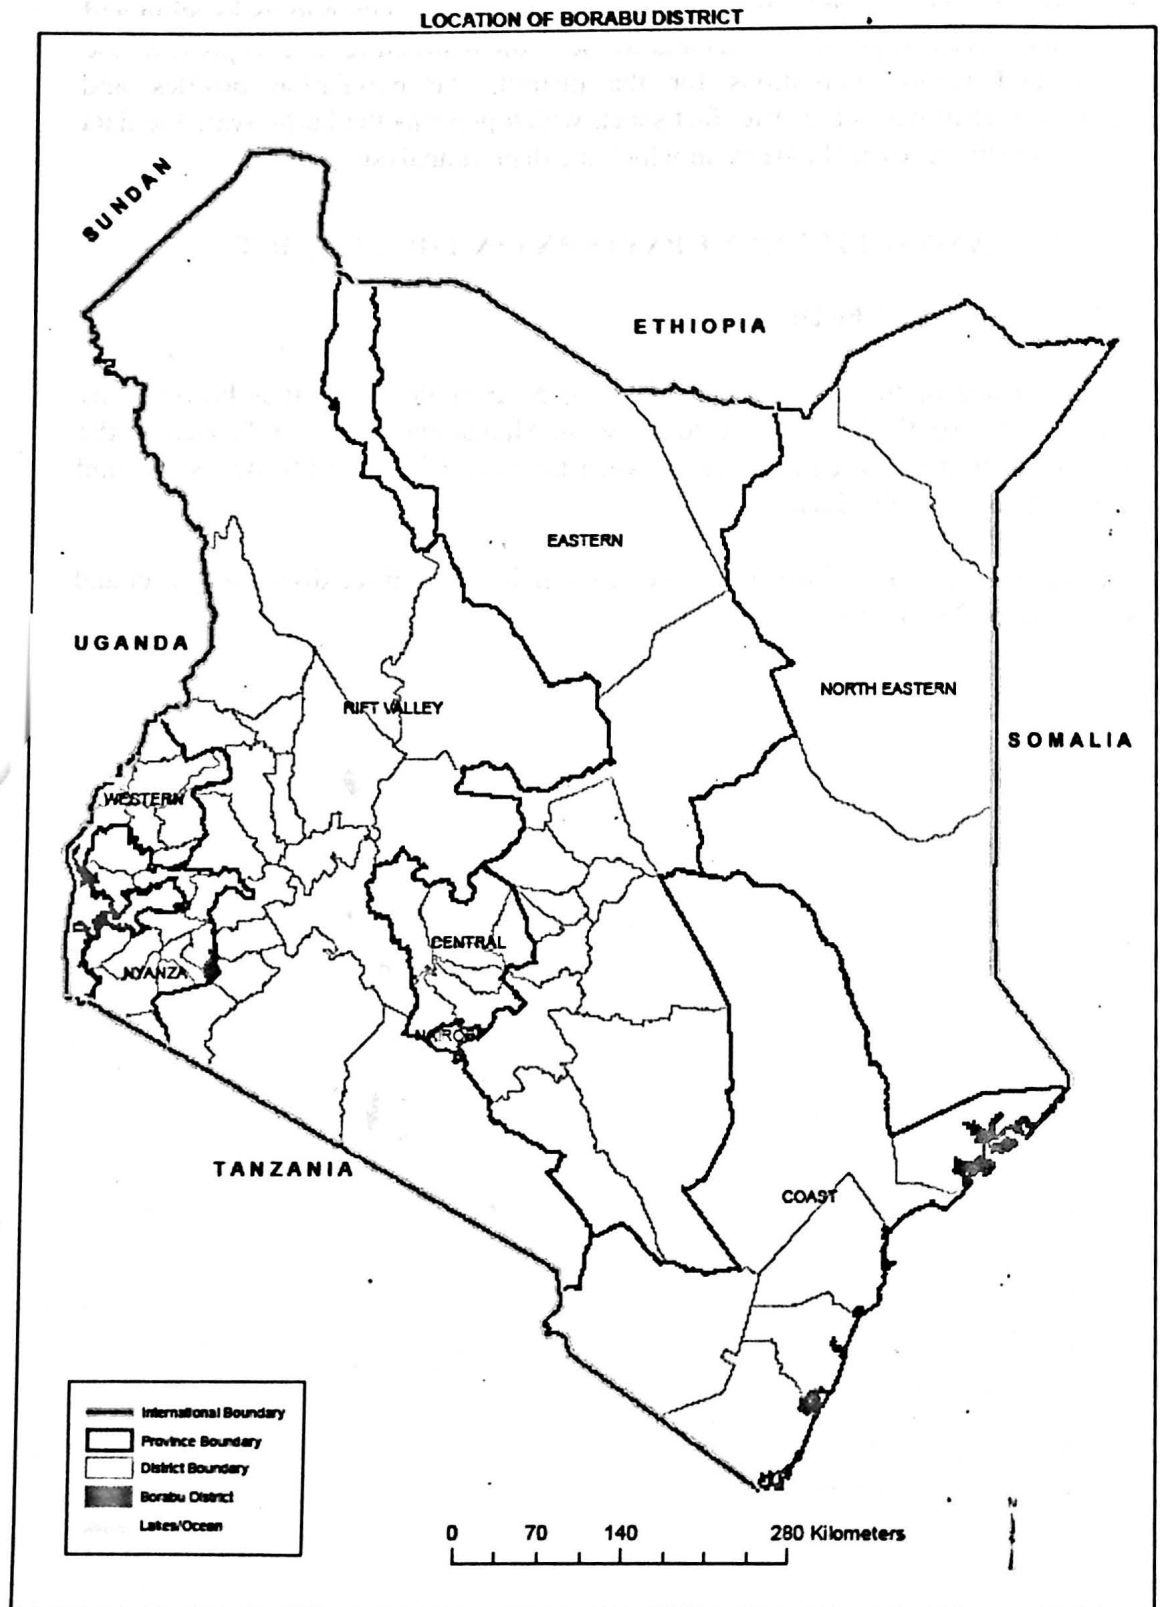 LOCATION OF BORABU DISTRICT
SUNDAN
ETHIOPIA
EASTERN
UGANDA
NORTH EASTERN
RIFT VALLEY
SOMALIA
WESTERN
CENTRAL
NYANZA
NAIROBI
TANZANIA
COAST
International Boundary
Province Boundary
District Boundary
Borabu District
Lakes/Ocean
0 70 140 280 Kilometers
N